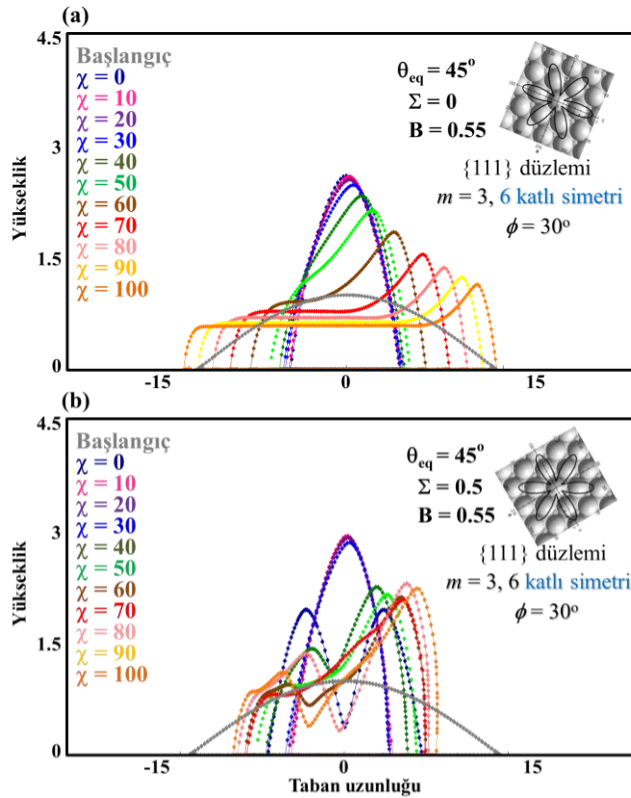 (a)
4.5
3
1.5
0
Yükseklik
Başlangıç
χ = 0
χ = 10
χ = 20
χ = 30
χ = 40
χ = 50
χ = 60
χ = 70
χ = 80
χ = 90
χ = 100
θeq = 45°
Σ = 0
B = 0.55
{111} düzlemi
m = 3, 6 katlı simetri
ϕ = 30°
-15
0
15
(b)
4.5
3
1.5
0
Yükseklik
Başlangıç
χ = 0
χ = 10
χ = 20
χ = 30
χ = 40
χ = 50
χ = 60
χ = 70
χ = 80
χ = 90
χ = 100
θeq = 45°
Σ = 0.5
B = 0.55
{111} düzlemi
m = 3, 6 katlı simetri
ϕ = 30°
-15
0
15
Taban uzunluğu